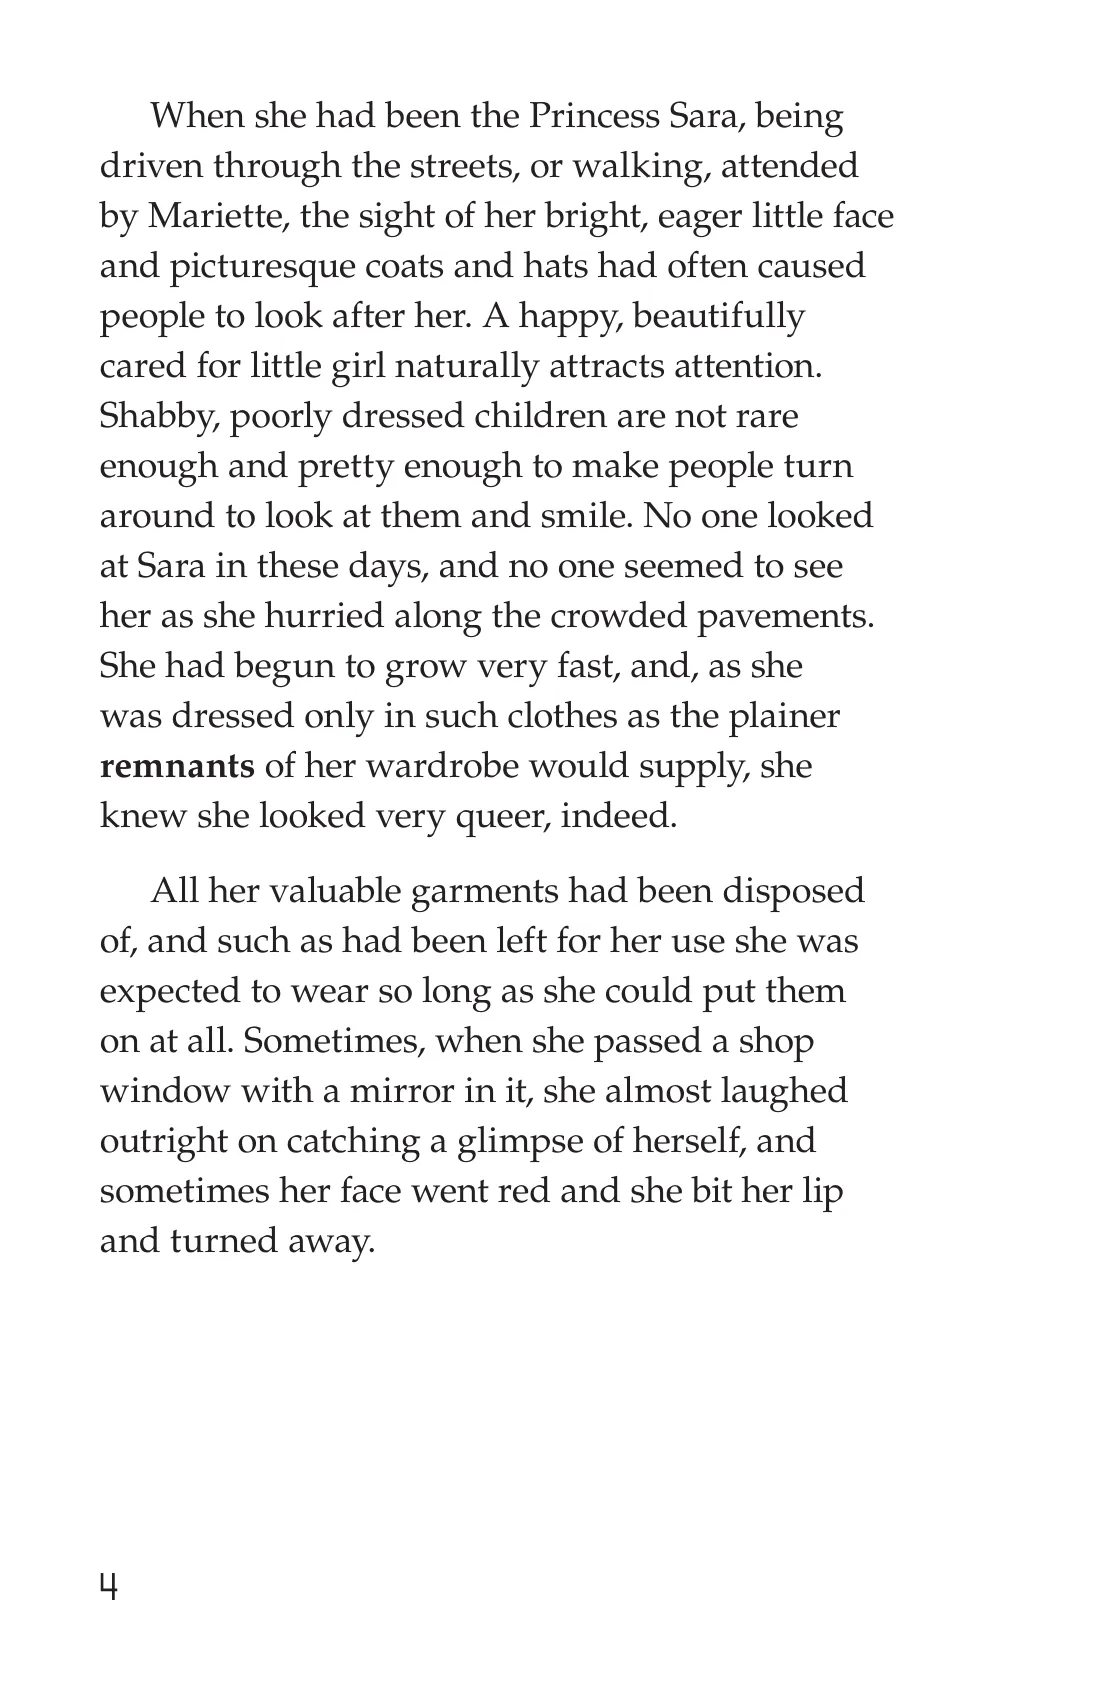 When she had been the Princess Sara, being
driven through the streets, or walking, attended
by Mariette, the sight of her bright, eager little face
and picturesque coats and hats had often caused
people to look after her. A happy, beautifully
cared for little girl naturally attracts attention.
Shabby, poorly dressed children are not rare
enough and pretty enough to make people turn
around to look at them and smile. No one looked
at Sara in these days, and no one seemed to see
her as she hurried along the crowded pavements.
She had begun to grow very fast, and, as she
was dressed only in such clothes as the plainer
remnants of her wardrobe would supply, she
knew she looked very queer, indeed.
All her valuable garments had been disposed
of, and such as had been left for her use she was
expected to wear so long as she could put them
on at all. Sometimes, when she passed a shop
window with a mirror in it, she almost laughed
outright on catching a glimpse of herself, and
sometimes her face went red and she bit her lip
and turned away.
4